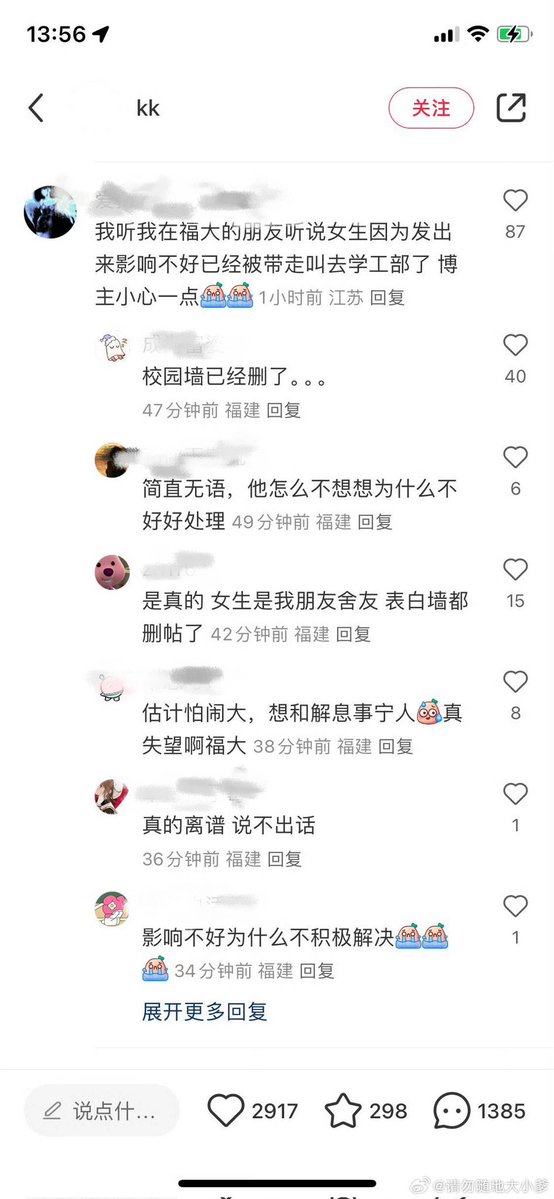 13:56
kk
关注
87
我听我在福大的朋友听说女生因为发出
来影响不好已经被带走叫去学工部了 博
主小心一点 1小时前 江苏 回复
校园墙已经删了。。。
40
47分钟前 福建 回复
简直无语，他怎么不想想为什么不
6
好好处理 49分钟前 福建 回复
是真的 女生是我朋友舍友 表白墙都
15
删帖了 42分钟前 福建 回复
估计怕闹大，想和解息事宁人 真
8
失望啊福大 38分钟前 福建 回复
真的离谱 说不出话
1
36分钟前 福建 回复
影响不好为什么不积极解决
1
34分钟前 福建 回复
展开更多回复
说点什...
2917
298
1385
@请勿随地大小爹